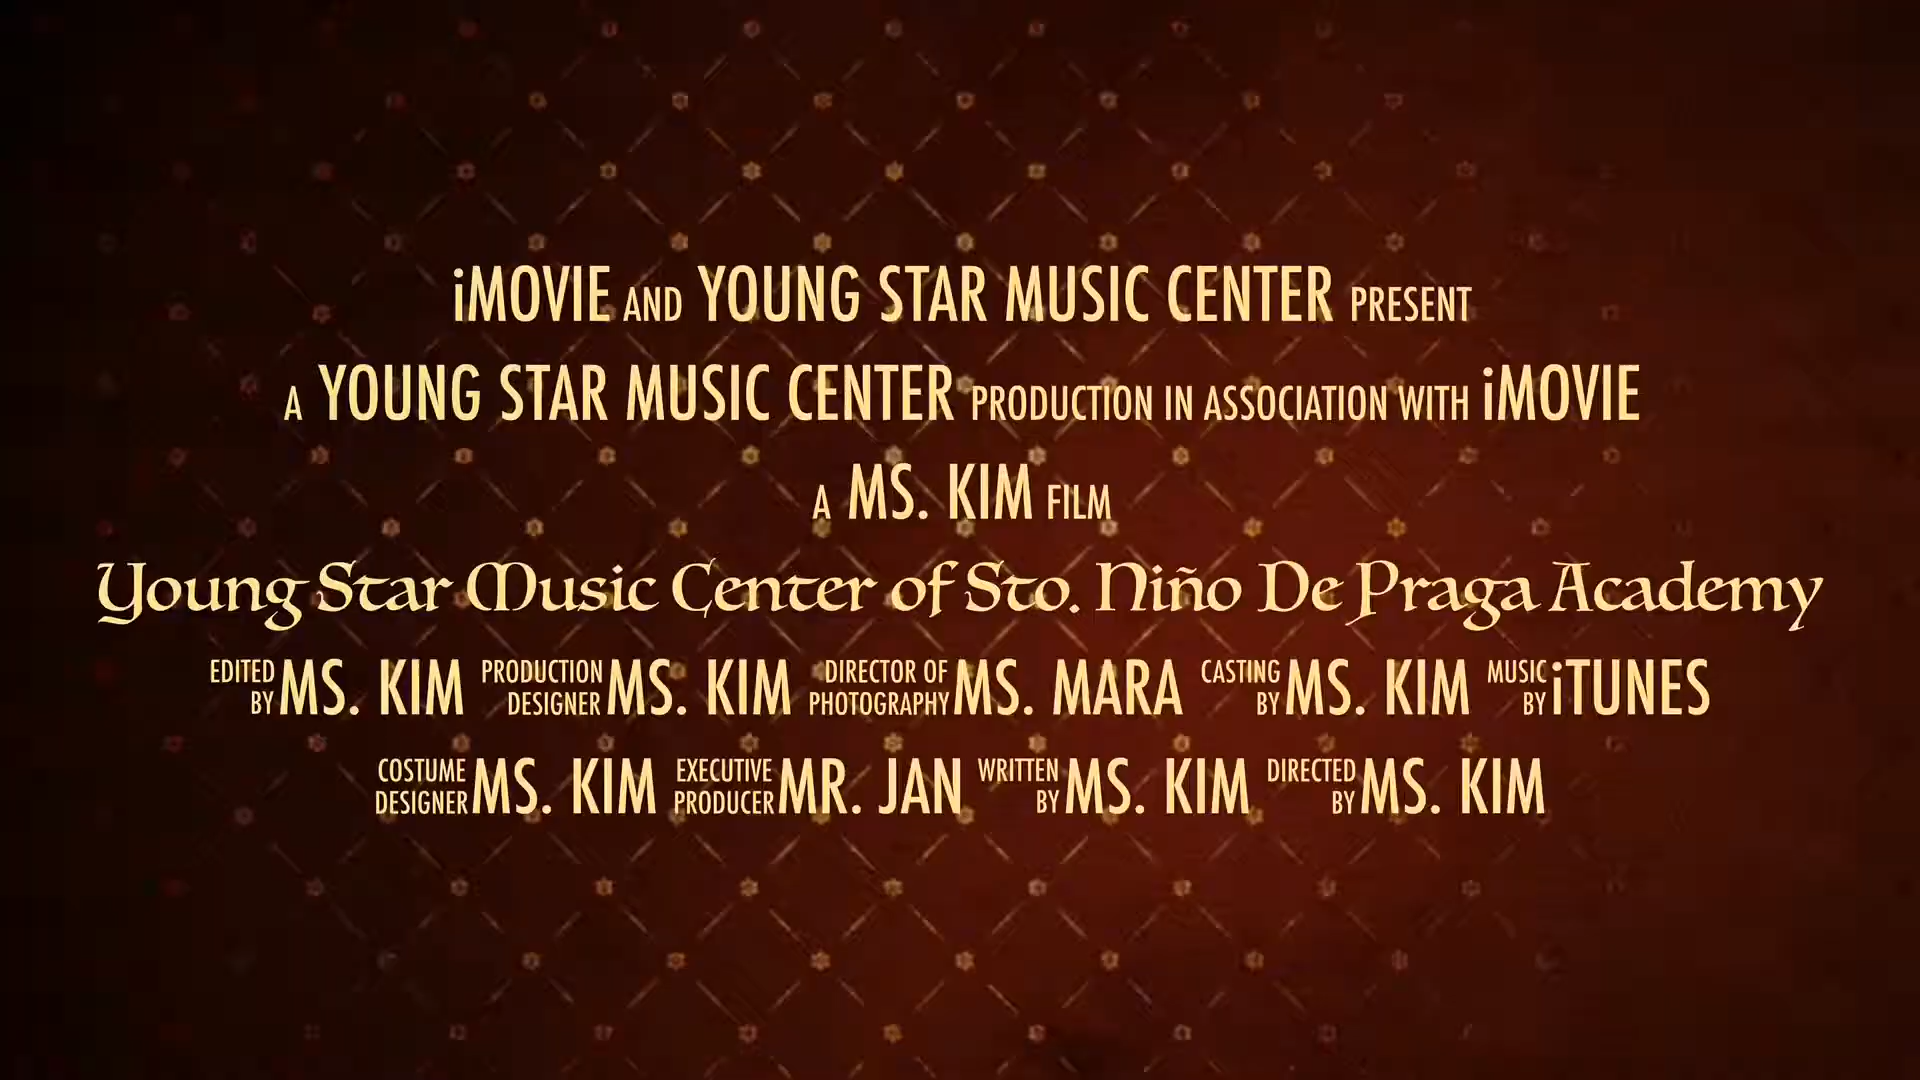 iMOVIE AND YOUNG STAR MUSIC CENTER PRESENT
A YOUNG STAR MUSIC CENTER PRODUCTION IN ASSOCIATION WITH iMOVIE
A MS. KIM FILM
Young Star Music Center of Sto. Niño De Praga Academy
EDITED BY MS. KIM PRODUCTION DESIGNER MS. KIM DIRECTOR OF PHOTOGRAPHY MS. MARA CASTING BY MS. KIM MUSIC BY iTUNES
COSTUME DESIGNER MS. KIM EXECUTIVE PRODUCER MR. JAN WRITTEN BY MS. KIM DIRECTED BY MS. KIM